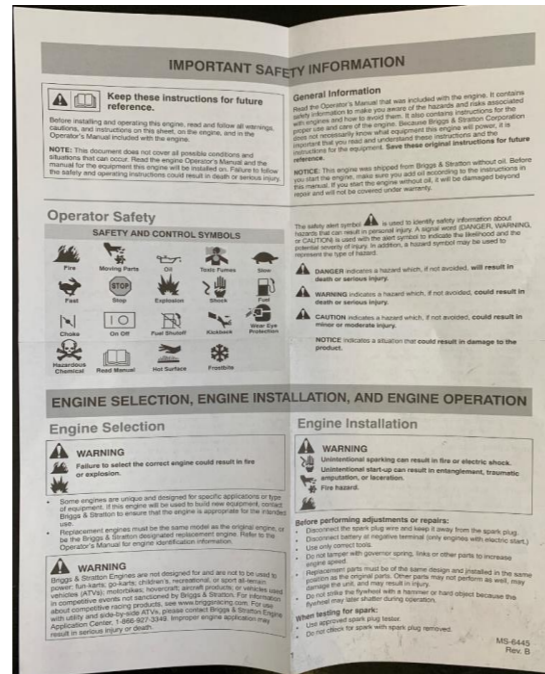 IMPORTANT SAFETY INFORMATION
Keep these instructions for future
reference.
Before installing and operating this engine, read and follow all warnings,
cautions, and instructions on this sheet, on the engine, and in the
Operator's Manual included with the engine.
NOTE: This document does not cover all possible conditions and
situations that can occur. Read the engine Operator's Manual and the
manual for the equipment this engine will be installed on. Failure to follow
the safety and operating instructions could result in death or serious injury.
General Information
Read the Operator's Manual that was included with the engine. It contains
safety information to make you aware of the hazards and risks associated
with engines and how to avoid them. It also contains instructions for the
proper use and care of the engine. Because Briggs & Stratton Corporation
does not necessarily know what equipment this engine will power, it is
important that you read and understand these instructions and the
instructions for the equipment. Save these original instructions for future
reference.
NOTICE: This engine was shipped from Briggs & Stratton without oil. Before
you start the engine, make sure you add oil according to the instructions in
this manual. If you start the engine without oil, it will be damaged beyond
repair and will not be covered under warranty.
Operator Safety
SAFETY AND CONTROL SYMBOLS
Fire
Moving Parts
Oil
Toxic Fumes
Slow
Fast
STOP
Stop
Explosion
Shock
Fuel
Choke
On Off
Fuel Shutoff
Kickback
Wear Eye
Protection
Hazardous
Chemical
Read Manual
Hot Surface
Frostbite
The safety alert symbol is used to identify safety information about
hazards that can result in personal injury. A signal word (DANGER, WARNING,
or CAUTION) is used with the alert symbol to indicate the likelihood and the
potential severity of injury. In addition, a hazard symbol may be used to
represent the type of hazard.
DANGER indicates a hazard which, if not avoided, will result in
death or serious injury.
WARNING indicates a hazard which, if not avoided, could result in
death or serious injury.
CAUTION indicates a hazard which, if not avoided, could result in
minor or moderate injury.
NOTICE indicates a situation that could result in damage to the
product.
ENGINE SELECTION, ENGINE INSTALLATION, AND ENGINE OPERATION
Engine Selection
WARNING
Failure to select the correct engine could result in fire
or explosion.
• Some engines are unique and designed for specific applications or type
of equipment. If this engine will be used to build new equipment, contact
Briggs & Stratton to ensure that the engine is appropriate for the intended
use.
• Replacement engines must be the same model as the original engine, or
be the Briggs & Stratton designated replacement engine. Refer to the
Operator's Manual for engine identification information.
WARNING
Briggs & Stratton Engines are not designed for and are not to be used to
power: fun-karts; go-karts; children's, recreational, or sport all-terrain
vehicles (ATVs); motorbikes; hovercraft; aircraft products; or vehicles used
in competitive events not sanctioned by Briggs & Stratton. For information
about competitive racing products, see www.briggsracing.com. For use
with utility and side-by-side ATVs, please contact Briggs & Stratton Engine
Application Center, 1-866-927-3349. Improper engine application may
result in serious injury or death.
Engine Installation
WARNING
Unintentional sparking can result in fire or electric shock.
Unintentional start-up can result in entanglement, traumatic
amputation, or laceration.
Fire hazard.
Before performing adjustments or repairs:
• Disconnect the spark plug wire and keep it away from the spark plug.
• Disconnect battery at negative terminal (only engines with electric start.)
• Use only correct tools.
• Do not tamper with governor spring, links or other parts to increase
engine speed.
• Replacement parts must be of the same design and installed in the same
position as the original parts. Other parts may not perform as well, may
damage the unit, and may result in injury.
• Do not strike the flywheel with a hammer or hard object because the
flywheel may later shatter during operation.
When testing for spark:
• Use approved spark plug tester.
• Do not check for spark with spark plug removed.
1
MS-6445
Rev. B